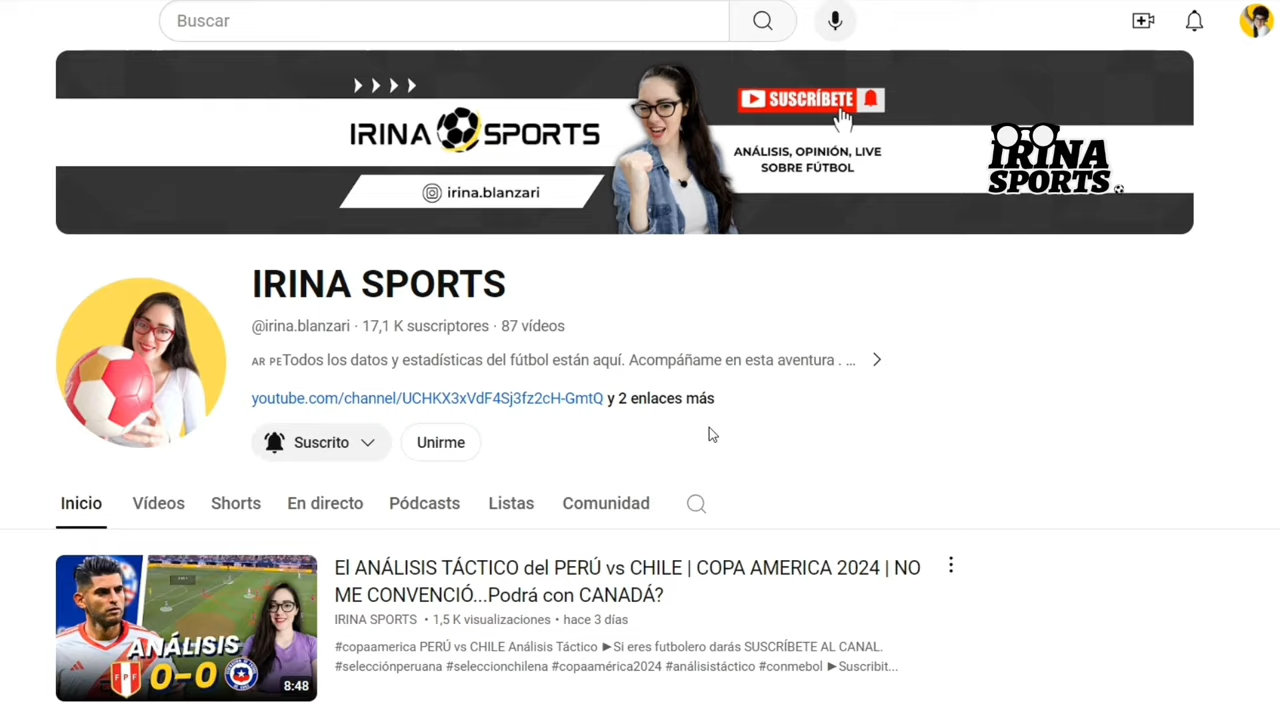 Buscar
IRINA SPORTS
irina.blanzari
SUSCRÍBETE
ANÁLISIS, OPINIÓN, LIVE
SOBRE FÚTBOL
IRINA
SPORTS
IRINA SPORTS
@irina.blanzari · 17,1 K suscriptores · 87 vídeos
AR PETodos los datos y estadísticas del fútbol están aquí. Acompáñame en esta aventura . ...
youtube.com/channel/UCHKX3xVdF4Sj3fz2cH-GmtQ y 2 enlaces más
Suscrito
Unirme
Inicio Vídeos Shorts En directo Pódcasts Listas Comunidad
El ANÁLISIS TÁCTICO del PERÚ vs CHILE | COPA AMERICA 2024 | NO
ME CONVENCIÓ...Podrá con CANADÁ?
IRINA SPORTS • 1,5 K visualizaciones • hace 3 días
#copaamerica PERÚ vs CHILE Análisis Táctico ►Si eres futbolero darás SUSCRÍBETE AL CANAL.
#selecciónperuana #seleccionchilena #copaamérica2024 #análisistáctico #conmebol ►Suscribit...
ANÁLISIS
0-0
FPF
8:48